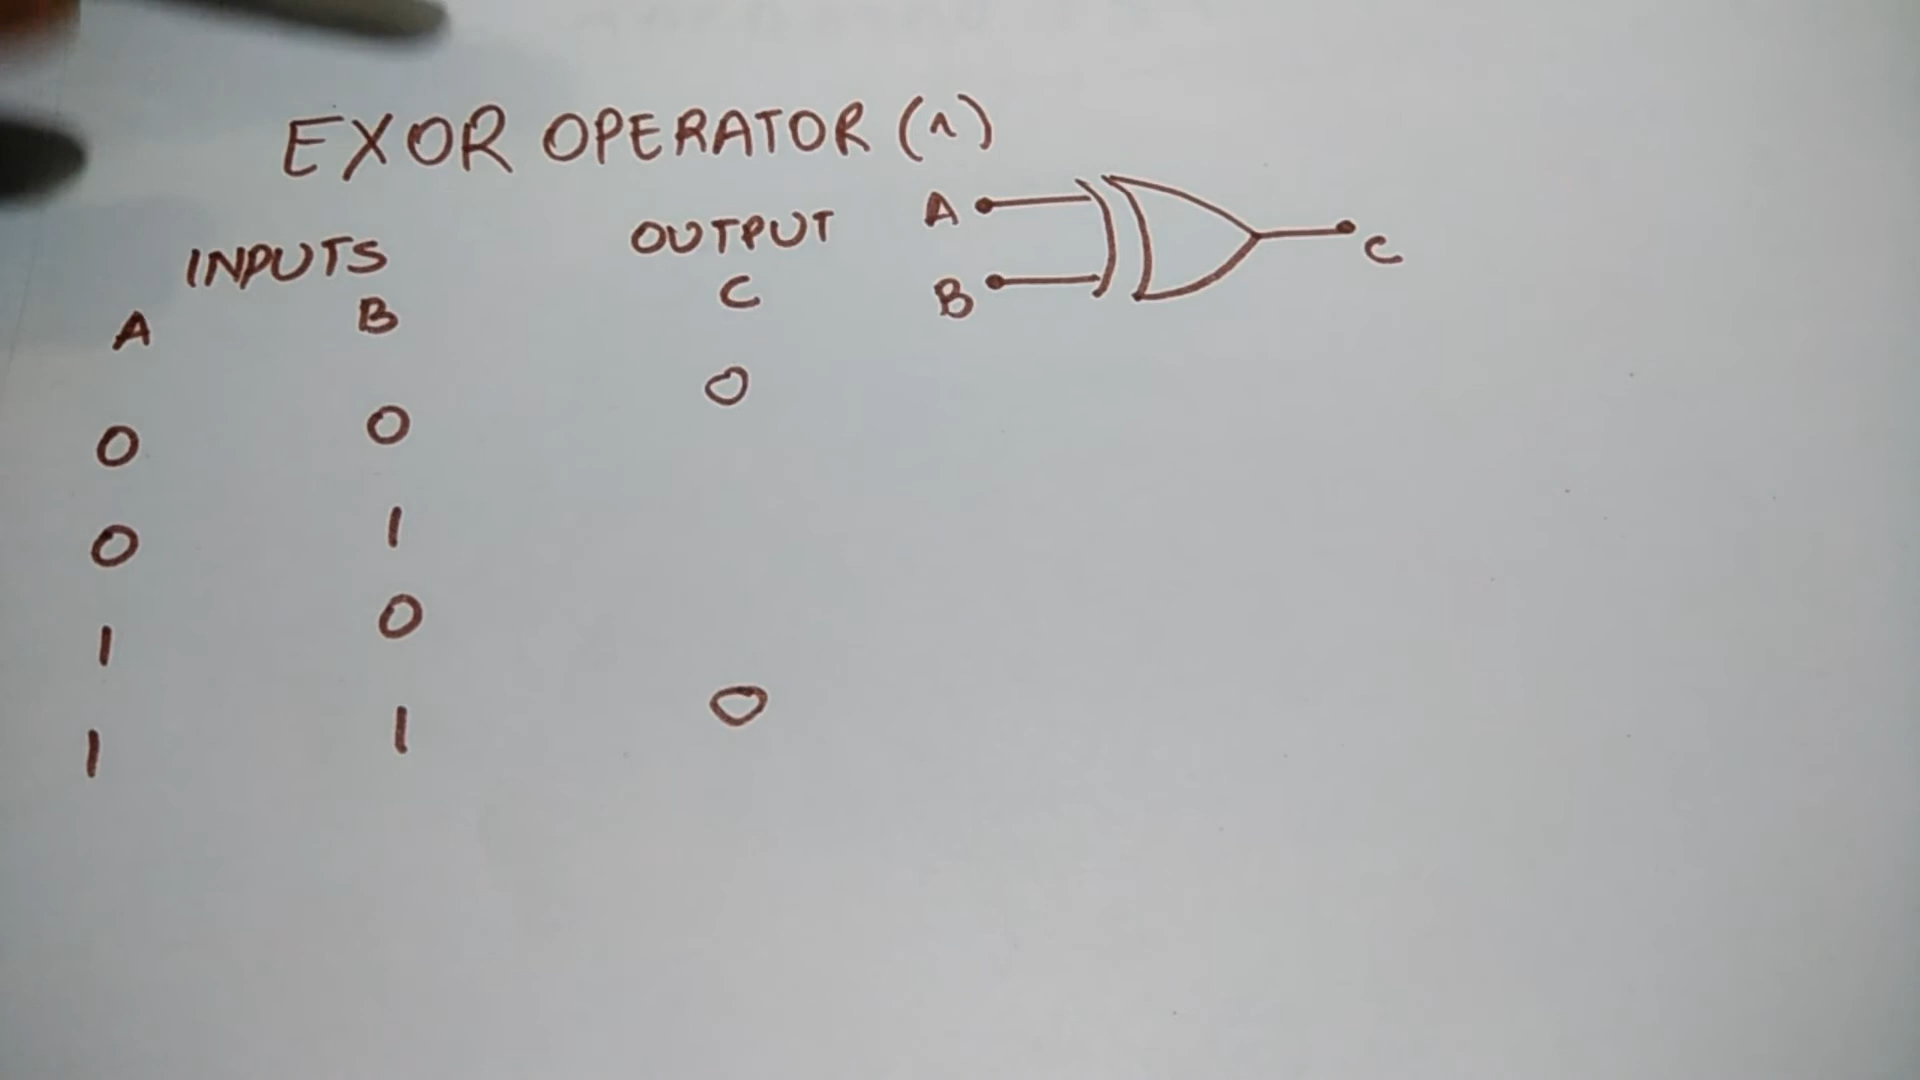 EXOR OPERATOR (^)
INPUTS OUTPUT
A B C
0 0 0
0 1
1 0
1 1 0
A
B
C